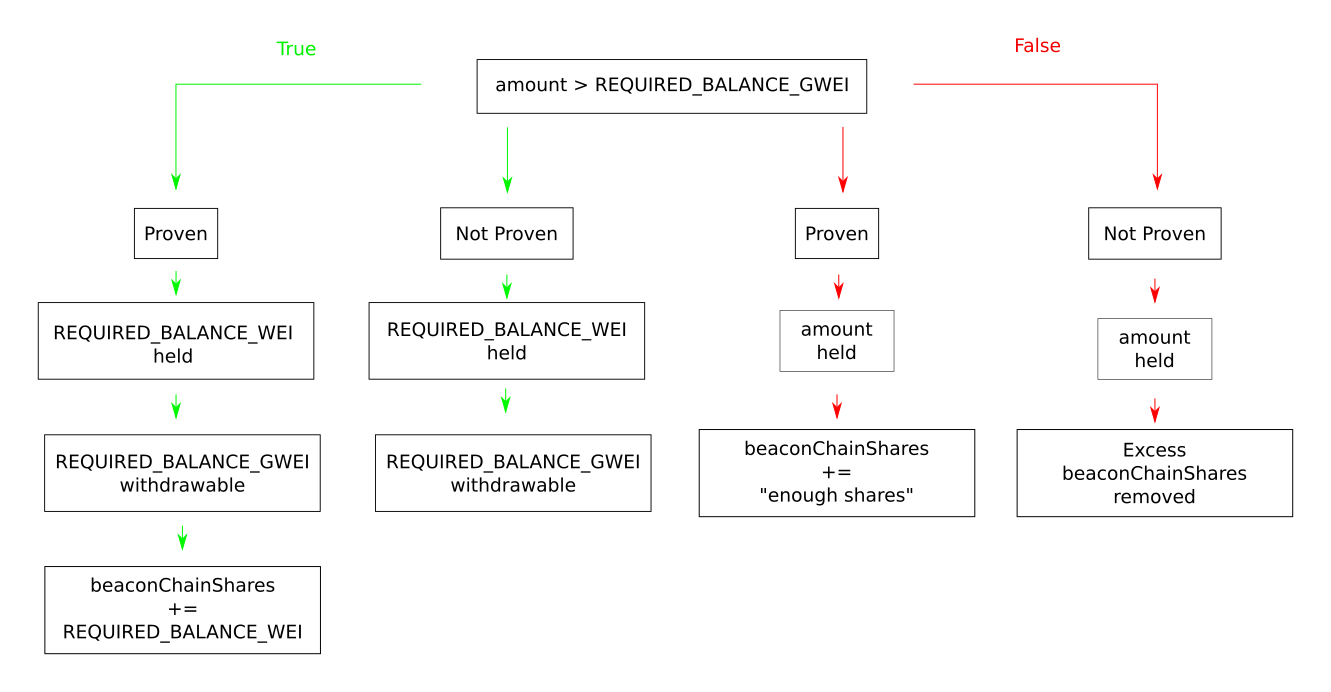 True
False
amount > REQUIRED_BALANCE_GWEI
Proven
Not Proven
Proven
Not Proven
REQUIRED_BALANCE_WEI
held
REQUIRED_BALANCE_WEI
held
amount
held
amount
held
REQUIRED_BALANCE_GWEI
withdrawable
REQUIRED_BALANCE_GWEI
withdrawable
beaconChainShares
+=
"enough shares"
Excess
beaconChainShares
removed
beaconChainShares
+=
REQUIRED_BALANCE_WEI